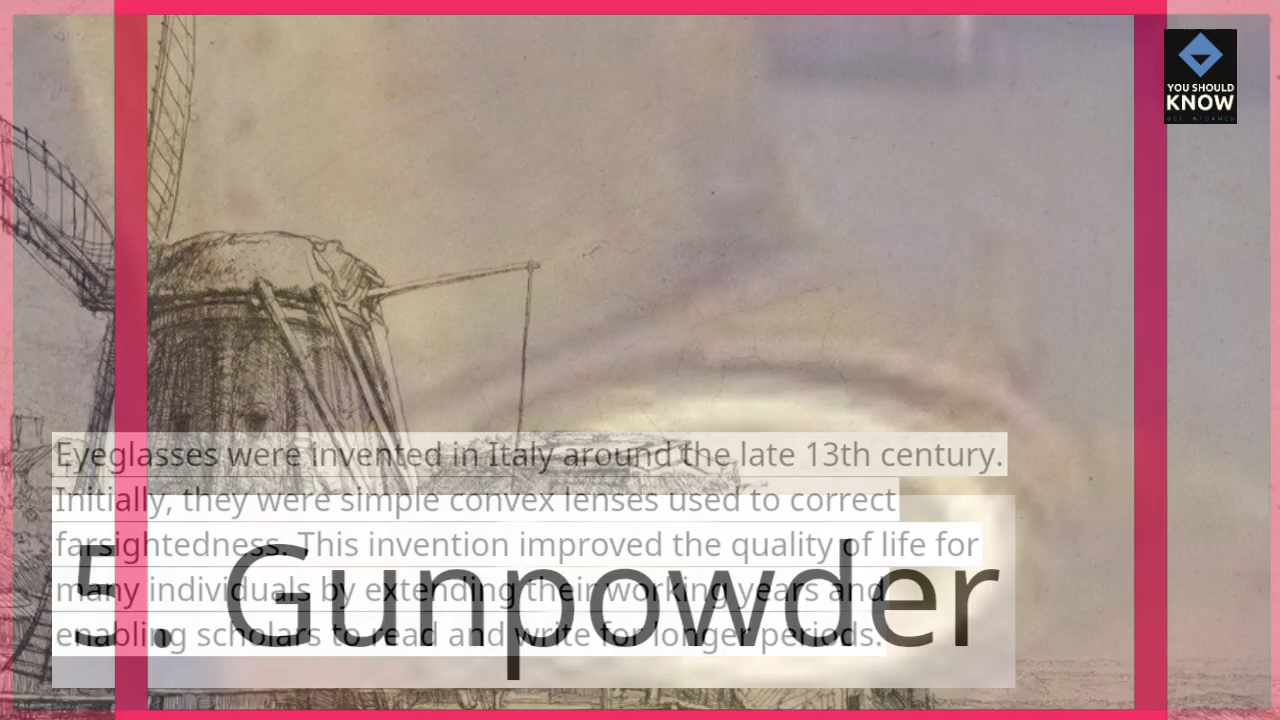 YOU SHOULD
KNOW
GET INFORMED
Eyeglasses were invented in Italy around the late 13th century.
Initially, they were simple convex lenses used to correct
farsightedness. This invention improved the quality of life for
many individuals by extending their working years and
enabling scholars to read and write for longer periods.
5. Gunpowder